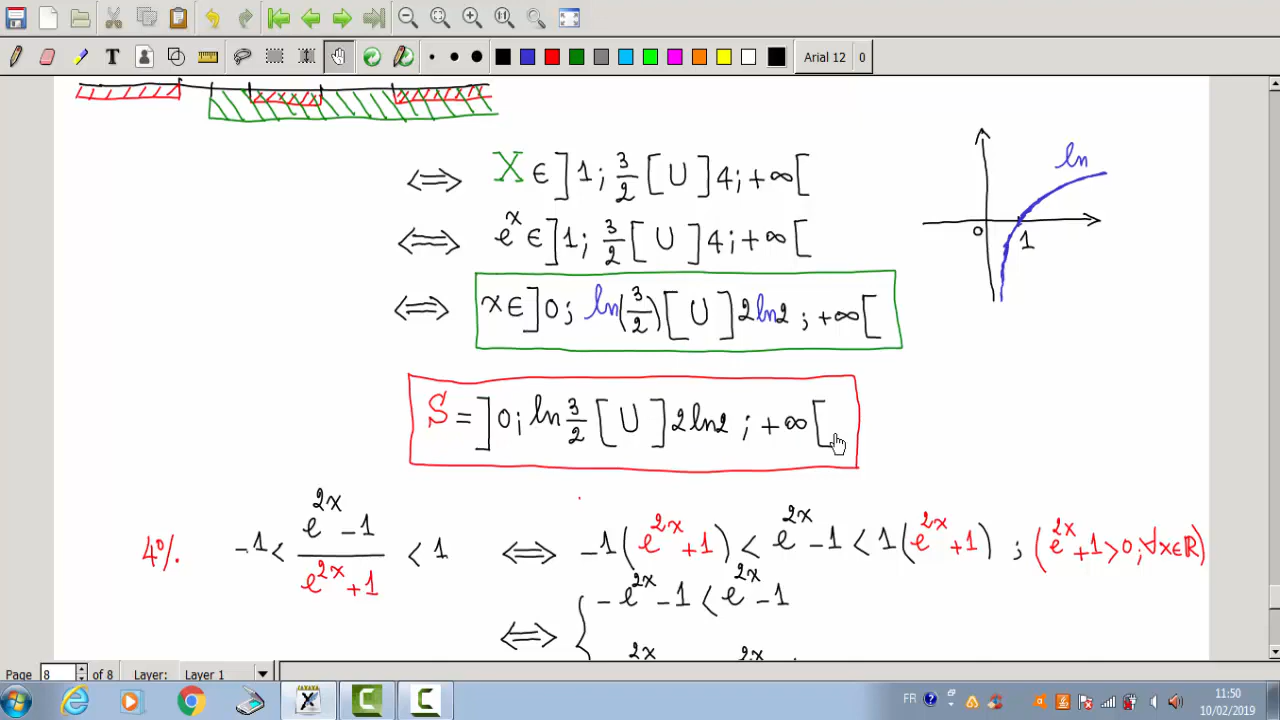 Arial 12 0
⇔ X ∈ ]1 ; 3/2 [ U ]4 ; +∞[
⇔ e^x ∈ ]1 ; 3/2 [ U ]4 ; +∞[
⇔ x ∈ ]0 ; ln(3/2) [ U ]2ln2 ; +∞[
S = ]0 ; ln 3/2 [ U ]2ln2 ; +∞[
ln
0
1
4%. -1 < (e^2x - 1)/(e^2x + 1) < 1 ⇔ -1(e^2x + 1) < e^2x - 1 < 1(e^2x + 1) ; (e^2x + 1 > 0 ; ∀x∈ℝ)
⇔ { -e^2x - 1 < e^2x - 1
2x 2x
Page 8 of 8 Layer: Layer 1
FR 11:50
10/02/2019